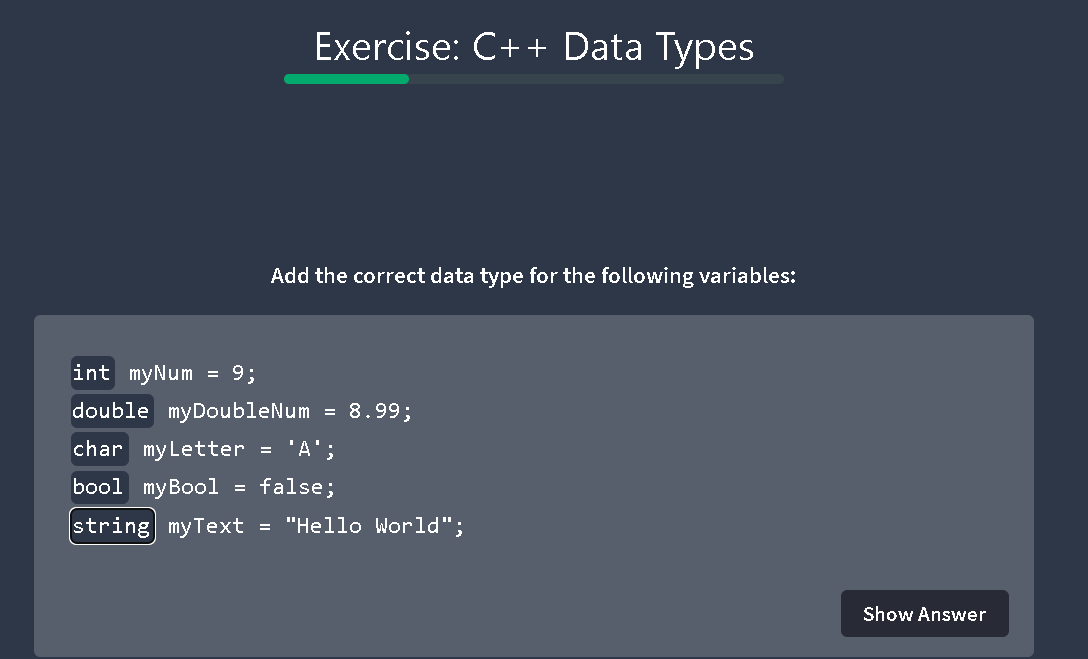 Exercise: C++ Data Types
Add the correct data type for the following variables:
int myNum = 9;
double myDoubleNum = 8.99;
char myLetter = 'A';
bool myBool = false;
string myText = "Hello World";
Show Answer